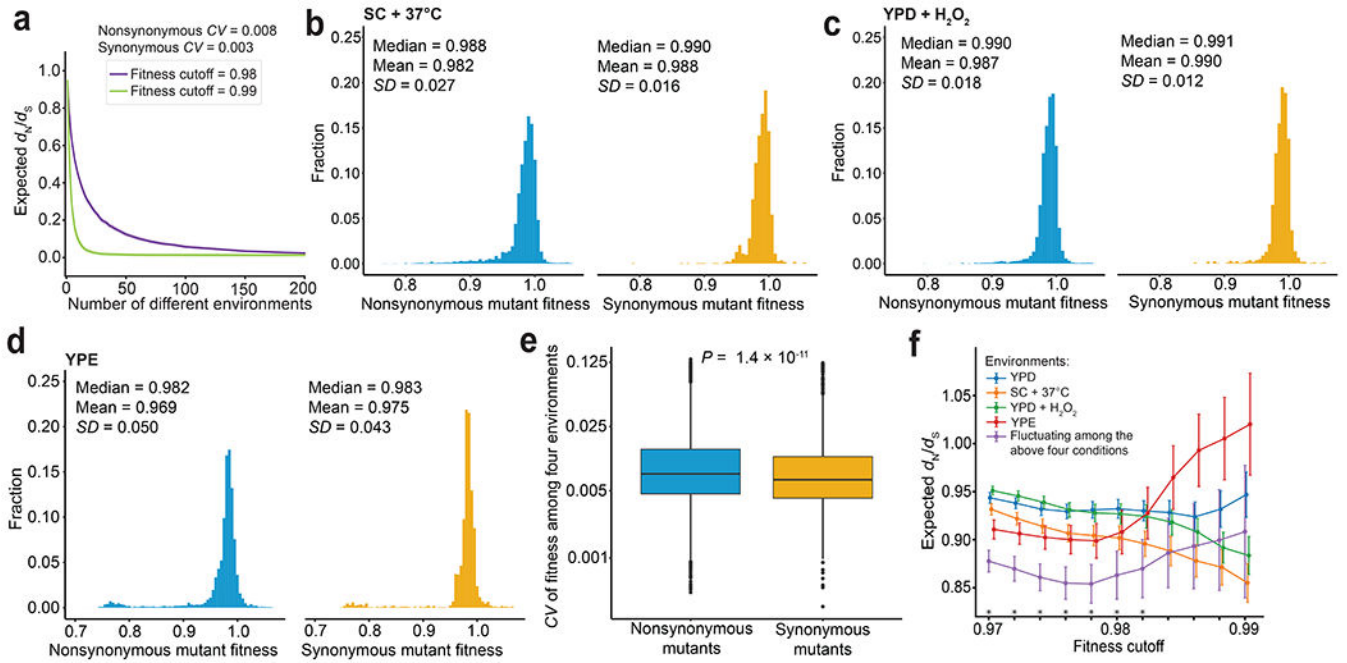 a
Nonsynonymous CV = 0.008
Synonymous CV = 0.003
Fitness cutoff = 0.98
Fitness cutoff = 0.99
Expected dN/dS
1.0
0.8
0.6
0.4
0.2
0.0
0 50 100 150 200
Number of different environments
b
SC + 37°C
Median = 0.988
Mean = 0.982
SD = 0.027
Median = 0.990
Mean = 0.988
SD = 0.016
Fraction
0.25
0.20
0.15
0.10
0.05
0.00
0.8 0.9 1.0
Nonsynonymous mutant fitness
0.8 0.9 1.0
Synonymous mutant fitness
c
YPD + H₂O₂
Median = 0.990
Mean = 0.987
SD = 0.018
Median = 0.991
Mean = 0.990
SD = 0.012
Fraction
0.25
0.20
0.15
0.10
0.05
0.00
0.8 0.9 1.0
Nonsynonymous mutant fitness
0.8 0.9 1.0
Synonymous mutant fitness
d
YPE
Median = 0.982
Mean = 0.969
SD = 0.050
Median = 0.983
Mean = 0.975
SD = 0.043
Fraction
0.25
0.20
0.15
0.10
0.05
0.00
0.7 0.8 0.9 1.0
Nonsynonymous mutant fitness
0.7 0.8 0.9 1.0
Synonymous mutant fitness
e
P = 1.4 × 10⁻¹¹
CV of fitness among four environments
0.125
0.025
0.005
0.001
Nonsynonymous
mutants
Synonymous
mutants
f
Environments:
YPD
SC + 37°C
YPD + H₂O₂
YPE
Fluctuating among the
above four conditions
Expected dN/dS
1.05
1.00
0.95
0.90
0.85
* * * * * * *
0.97 0.98 0.99
Fitness cutoff